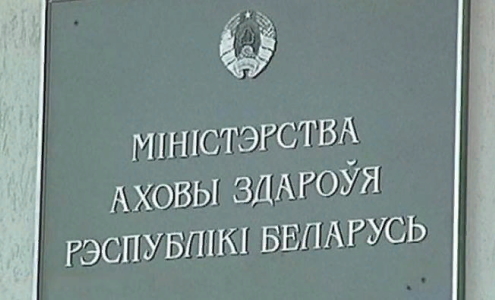 МІНІСТЭРСТВА
АХОВЫ ЗДАРОЎЯ
РЭСПУБЛІКІ БЕЛАРУСЬ